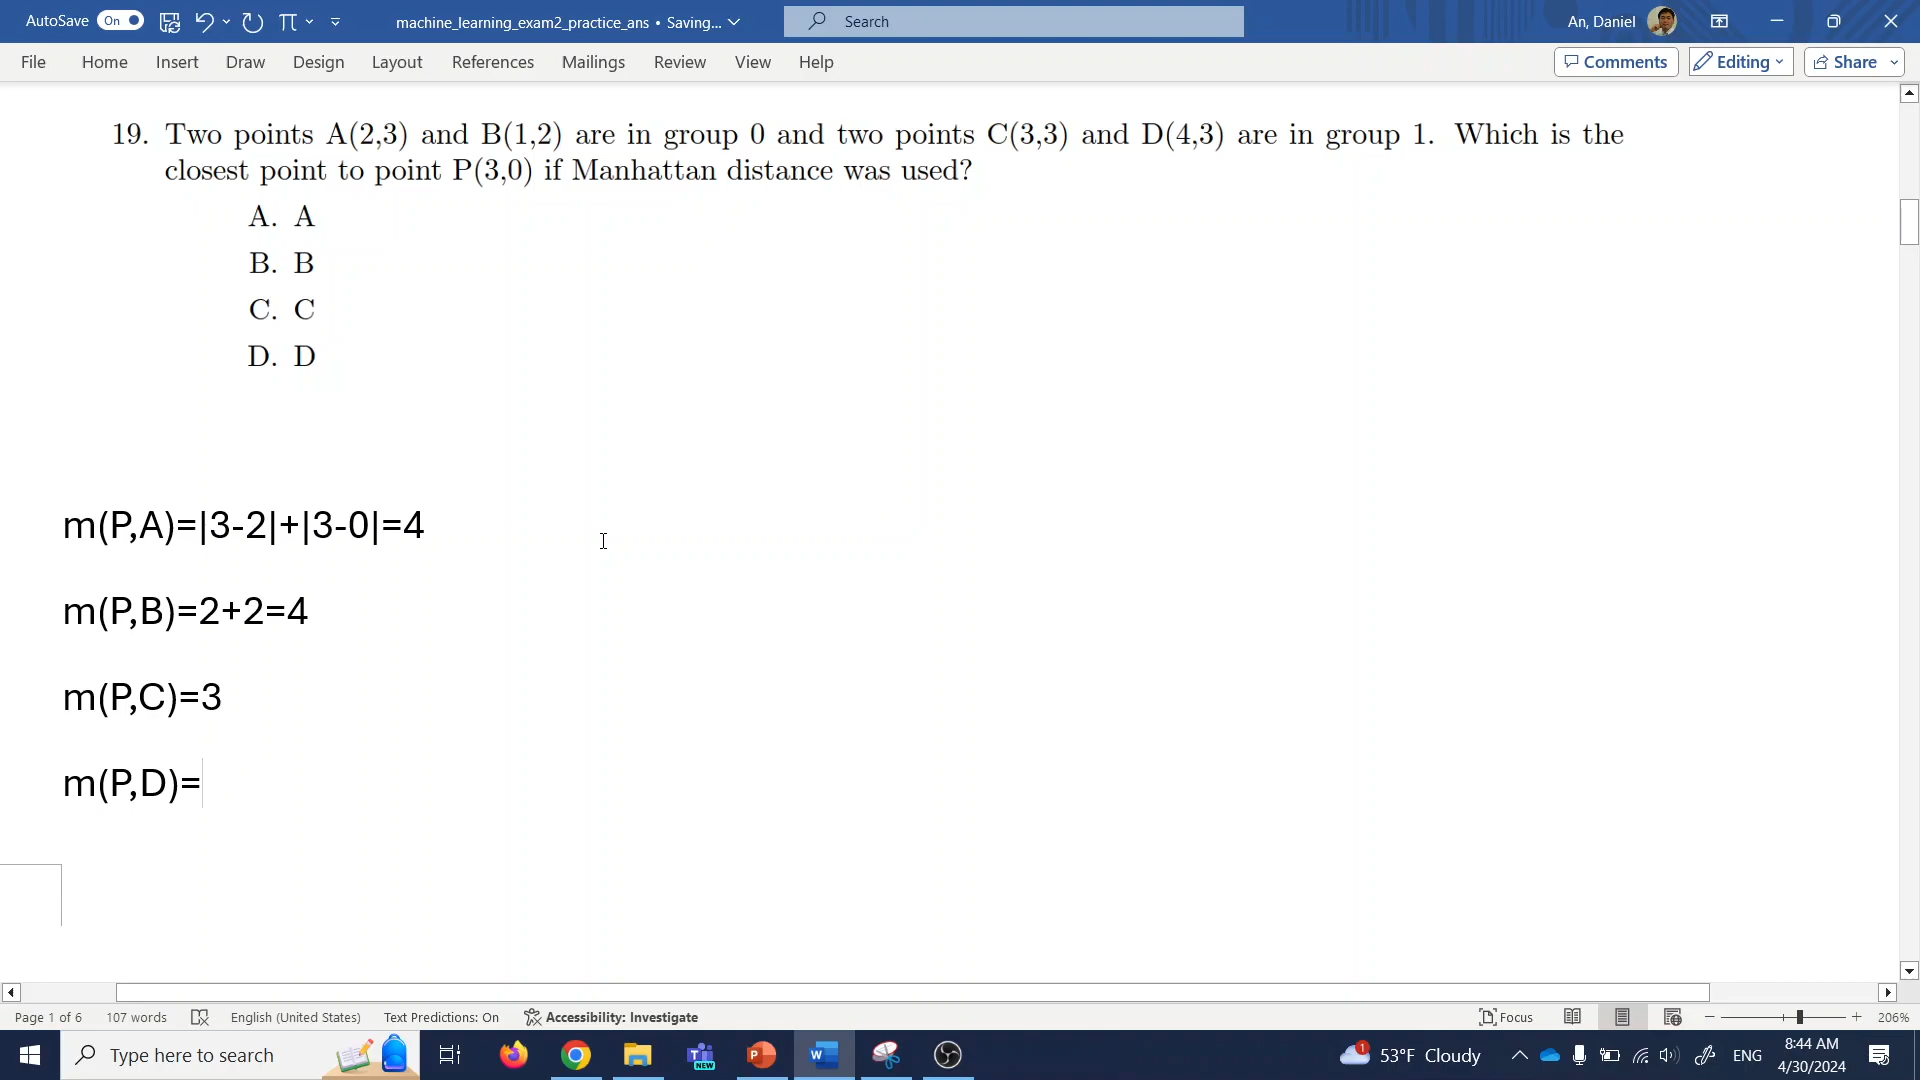 AutoSave On machine_learning_exam2_practice_ans • Saving... Search An, Daniel
File Home Insert Draw Design Layout References Mailings Review View Help Comments Editing Share
19. Two points A(2,3) and B(1,2) are in group 0 and two points C(3,3) and D(4,3) are in group 1. Which is the
closest point to point P(3,0) if Manhattan distance was used?
A. A
B. B
C. C
D. D
m(P,A)=|3-2|+|3-0|=4
m(P,B)=2+2=4
m(P,C)=3
m(P,D)=
Page 1 of 6 107 words English (United States) Text Predictions: On Accessibility: Investigate Focus 206%
Type here to search NEW 1 53°F Cloudy ENG 8:44 AM
4/30/2024